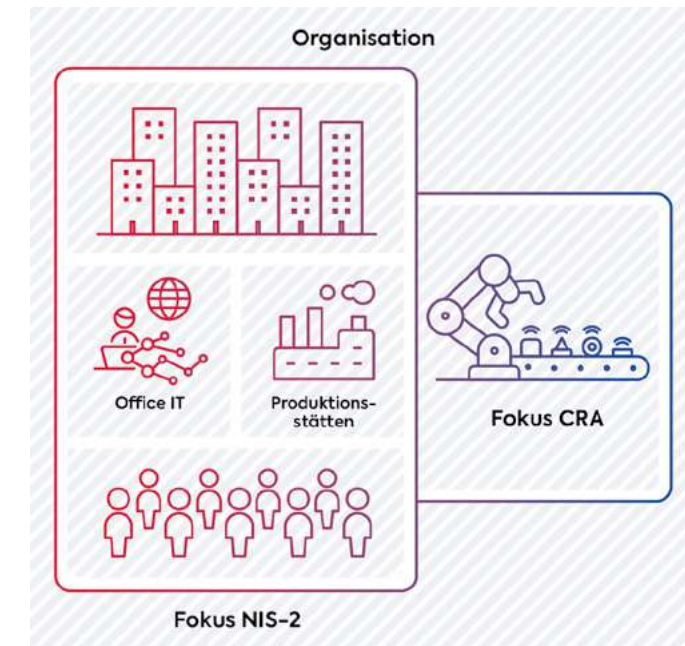 Organisation
Office IT
Produktions-
stätten
Fokus CRA
Fokus NIS-2